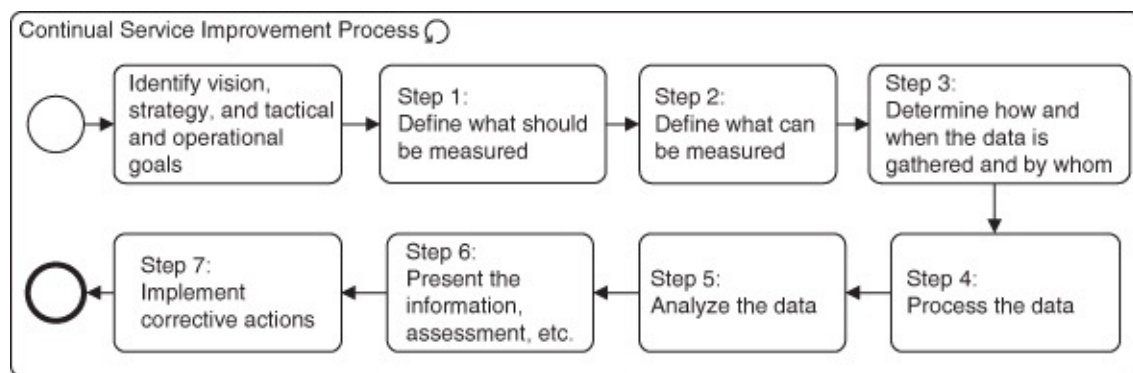 Continual Service Improvement Process
Identify vision,
strategy, and tactical
and operational
goals
Step 1:
Define what should
be measured
Step 2:
Define what can
be measured
Step 3:
Determine how and
when the data is
gathered and by whom
Step 4:
Process the data
Step 5:
Analyze the data
Step 6:
Present the
information,
assessment, etc.
Step 7:
Implement
corrective actions